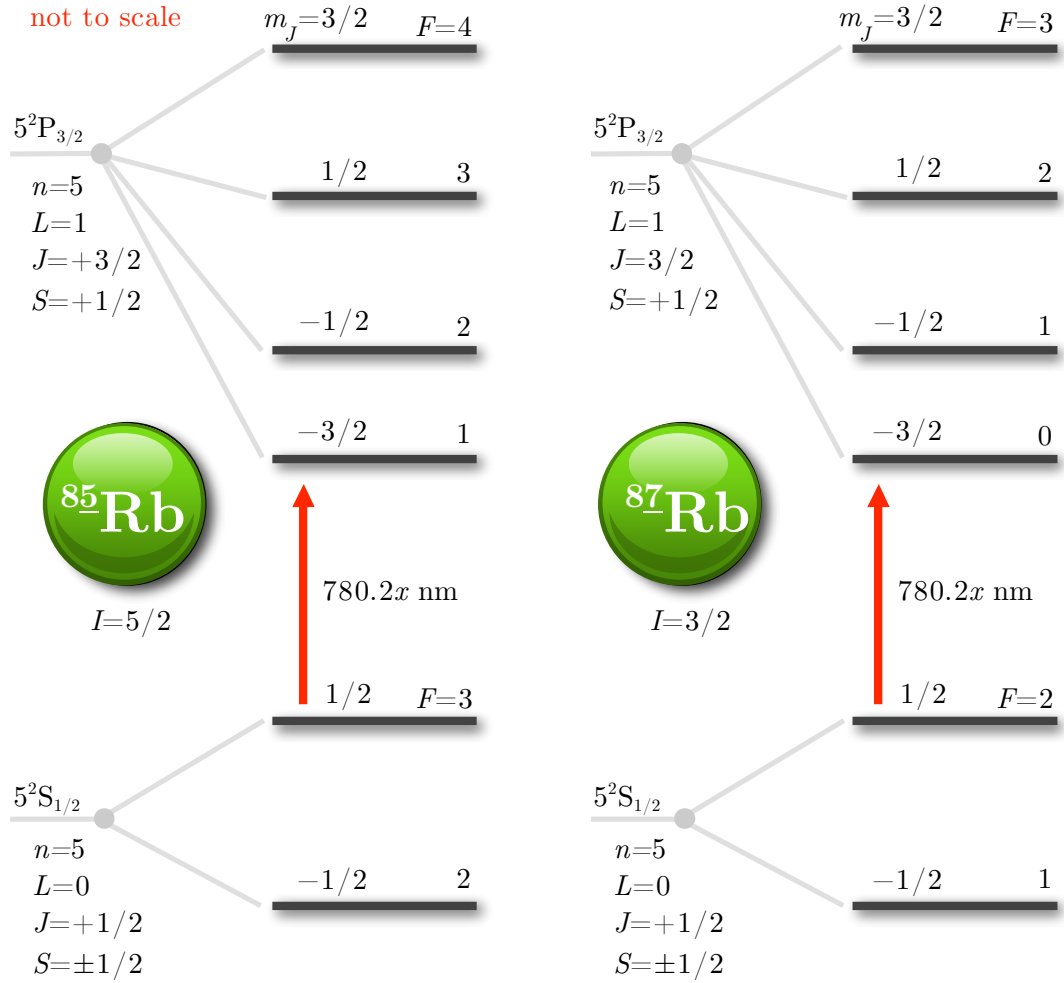 not to scale
m_J=3/2 F=4
5²P₃/₂
1/2 3
n=5
L=1
J=+3/2
S=+1/2
−1/2 2
−3/2 1
⁸⁵Rb
I=5/2
780.2x nm
1/2 F=3
5²S₁/₂
n=5
L=0
J=+1/2
S=±1/2
−1/2 2
m_J=3/2 F=3
5²P₃/₂
1/2 2
n=5
L=1
J=3/2
S=+1/2
−1/2 1
−3/2 0
⁸⁷Rb
I=3/2
780.2x nm
1/2 F=2
5²S₁/₂
n=5
L=0
J=+1/2
S=±1/2
−1/2 1